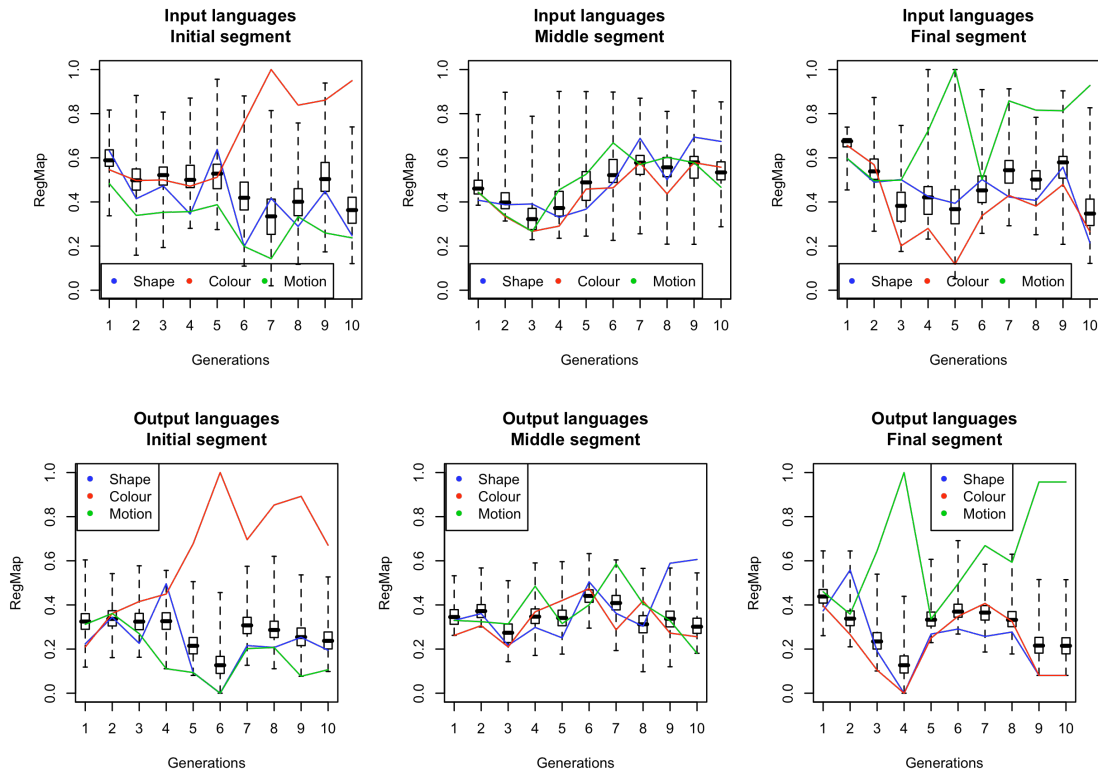 Input languages
Initial segment
RegMap
1.0
0.8
0.6
0.4
0.2
0.0
Shape Colour Motion
1 2 3 4 5 6 7 8 9 10
Generations
Input languages
Middle segment
RegMap
1.0
0.8
0.6
0.4
0.2
0.0
Shape Colour Motion
1 2 3 4 5 6 7 8 9 10
Generations
Input languages
Final segment
RegMap
1.0
0.8
0.6
0.4
0.2
0.0
Shape Colour Motion
1 2 3 4 5 6 7 8 9 10
Generations
Output languages
Initial segment
RegMap
1.0
0.8
0.6
0.4
0.2
0.0
Shape
Colour
Motion
1 2 3 4 5 6 7 8 9 10
Generations
Output languages
Middle segment
RegMap
1.0
0.8
0.6
0.4
0.2
0.0
Shape
Colour
Motion
1 2 3 4 5 6 7 8 9 10
Generations
Output languages
Final segment
RegMap
1.0
0.8
0.6
0.4
0.2
0.0
Shape
Colour
Motion
1 2 3 4 5 6 7 8 9 10
Generations